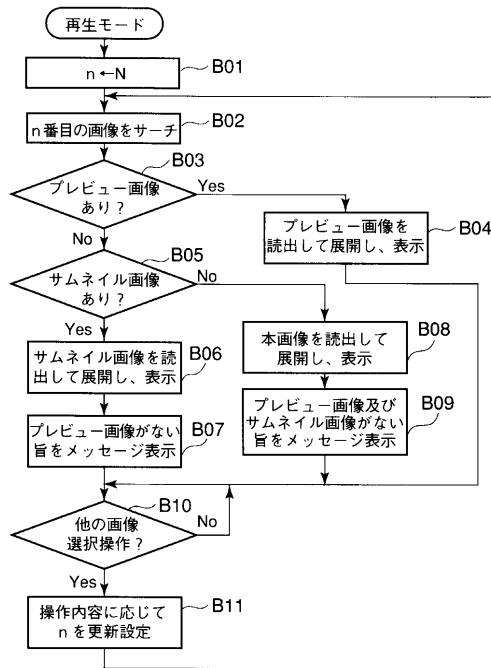 再生モード
n←N
B01
n番目の画像をサーチ
B02
B03
プレビュー画像
あり？
Yes
No
プレビュー画像を
読出して展開し、表示
B04
B05
サムネイル画像
あり？
No
Yes
サムネイル画像を読
出して展開し、表示
B06
本画像を読出して
展開し、表示
B08
プレビュー画像がない
旨をメッセージ表示
B07
プレビュー画像及び
サムネイル画像がない
旨をメッセージ表示
B09
B10
他の画像
選択操作？
No
Yes
操作内容に応じて
nを更新設定
B11